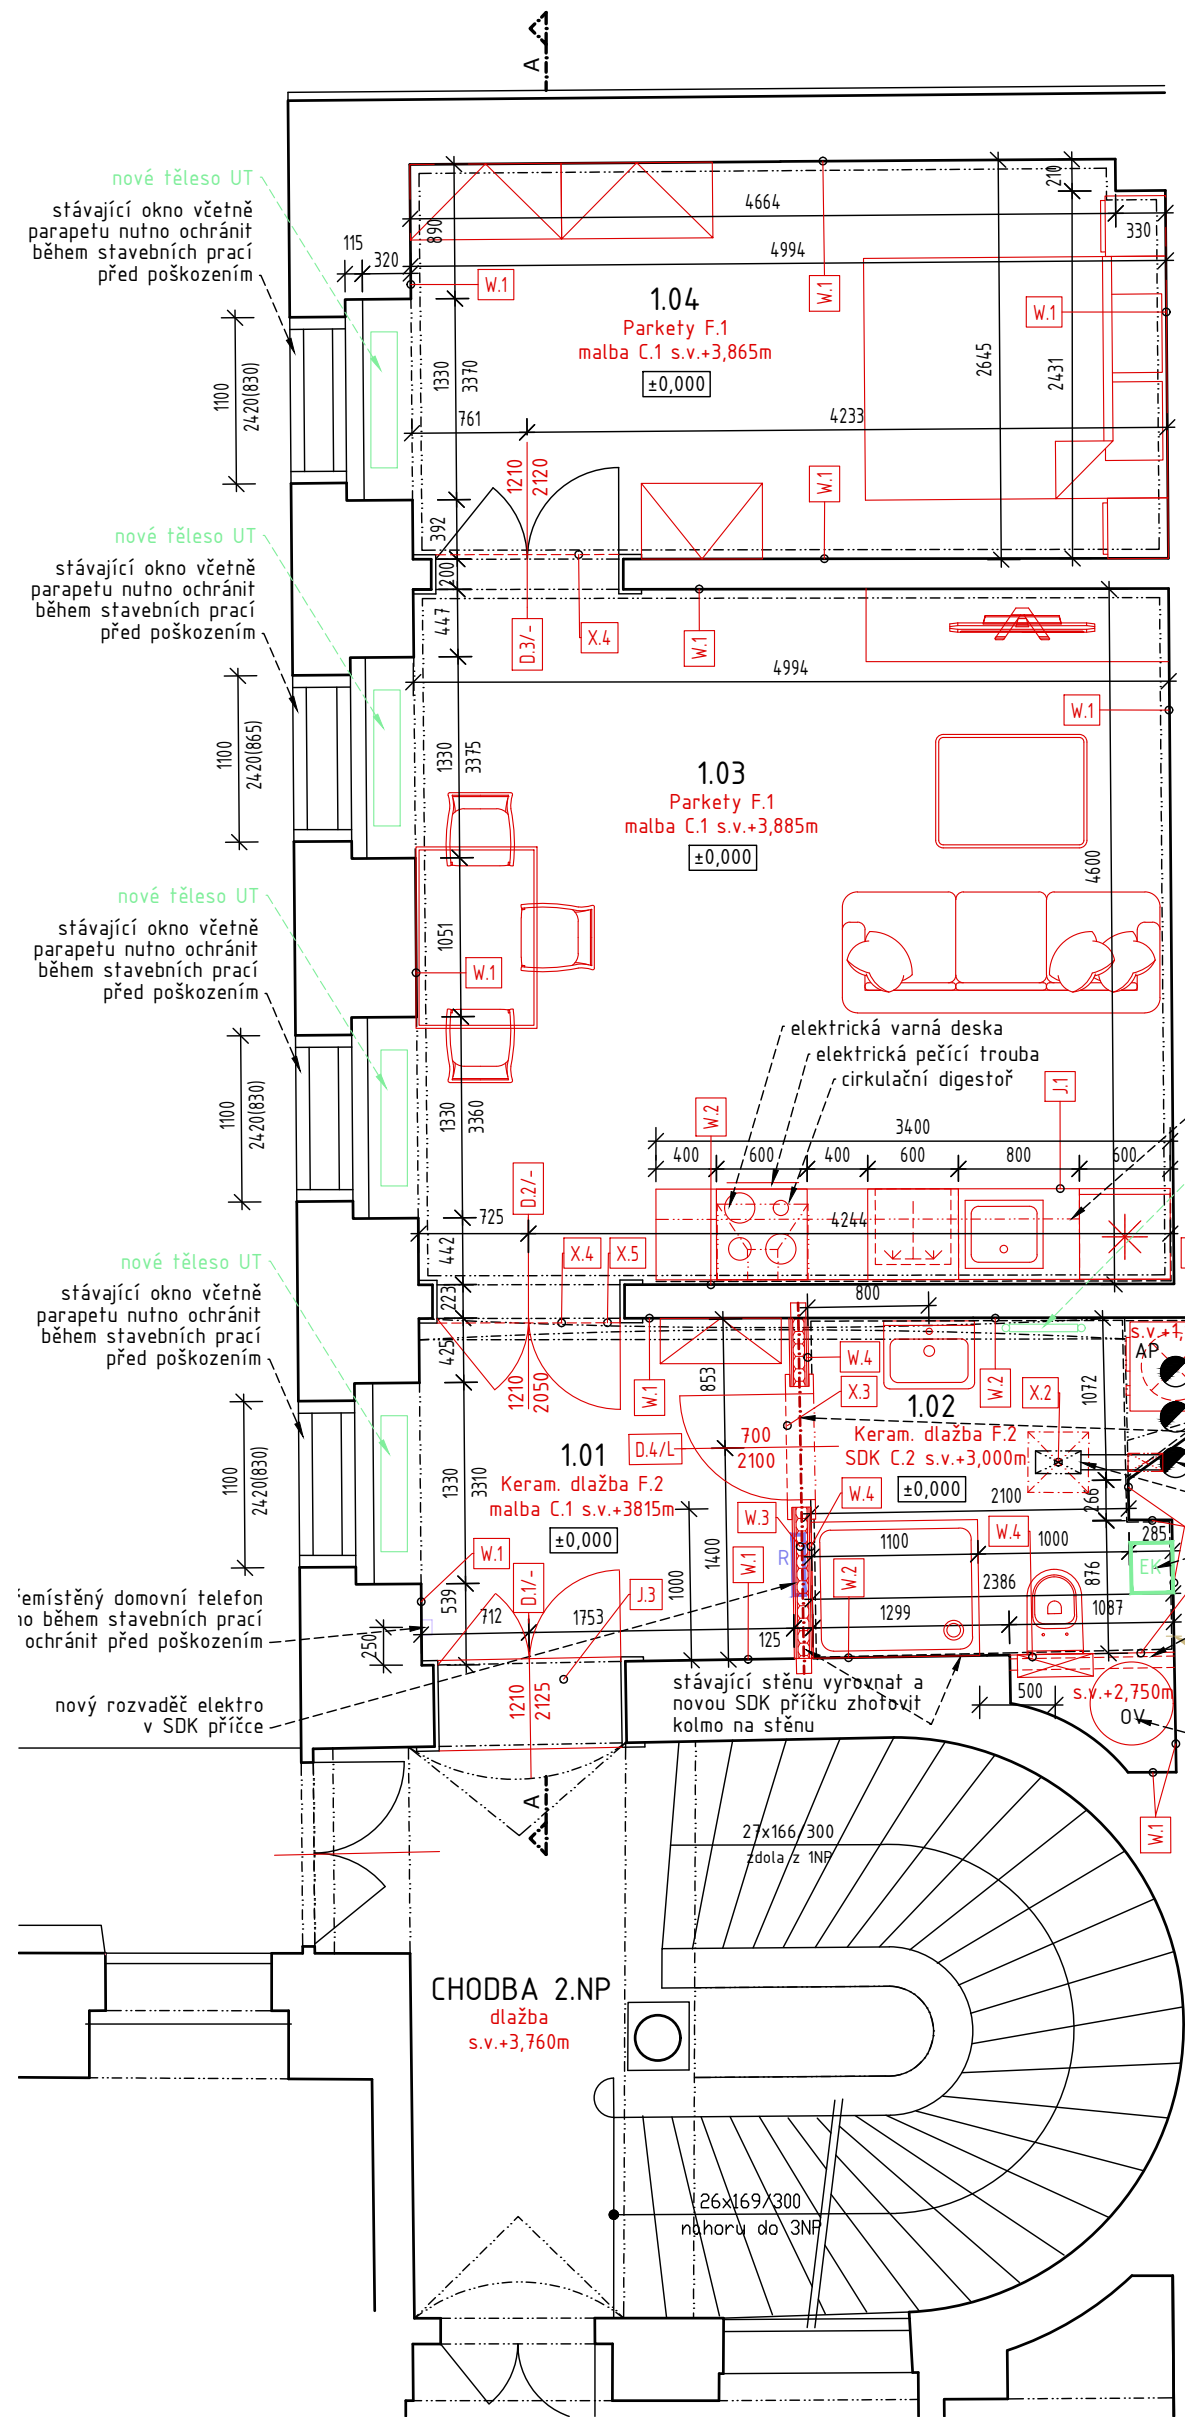 A
nové těleso UT
stávající okno včetně
parapetu nutno ochránit
během stavebních prací
před poškozením
115
320
890
4664
210
330
4994
W.1
W.1
W.1
1.04
Parkety F.1
malba C.1 s.v.+3,865m
±0,000
1100
2420(830)
1330
3370
2645
2431
761
4233
1210
2120
W.1
392
200
nové těleso UT
stávající okno včetně
parapetu nutno ochránit
během stavebních prací
před poškozením
447
D.3/-
X.4
W.1
4994
W.1
1100
2420(865)
1330
3375
1.03
Parkety F.1
malba C.1 s.v.+3,885m
±0,000
4600
nové těleso UT
stávající okno včetně
parapetu nutno ochránit
během stavebních prací
před poškozením
1051
W.1
elektrická varná deska
elektrická pečící trouba
cirkulační digestoř
1100
2420(830)
1330
3360
W.2
J.1
3400
400
600
400
600
800
600
D.2/-
725
4244
442
X.4
X.5
nové těleso UT
stávající okno včetně
parapetu nutno ochránit
během stavebních prací
před poškozením
223
800
425
853
W.4
s.v.+1,
AP
1210
2050
W.1
X.3
W.2
X.2
1072
1.02
Keram. dlažba F.2
SDK C.2 s.v.+3,000m
±0,000
700
2100
D.4/L
1100
2420(830)
1330
3310
1.01
Keram. dlažba F.2
malba C.1 s.v.+3815m
±0,000
W.4
2100
266
W.3
W.4
285
1100
1000
R
EK
W.1
1400
1000
W.1
W.2
2386
876
539
D.1/-
J.3
712
1753
125
1299
1087
250
řemístěný domovní telefon
no během stavebních prací
ochránit před poškozením
nový rozvaděč elektro
v SDK příčce
1210
2125
stávající stěnu vyrovnat a
novou SDK příčku zhotovit
kolmo na stěnu
500
s.v.+2,750m
OV
A
W.1
27x166/300
zdola z 1NP
CHODBA 2.NP
dlažba
s.v.+3,760m
26x169/300
nahoru do 3NP